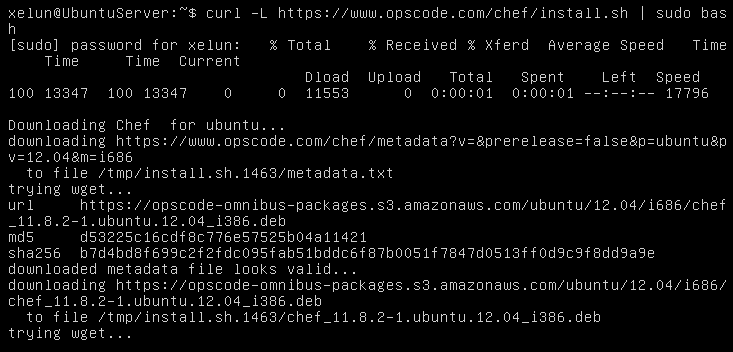 xelun@UbuntuServer:~$ curl -L https://www.opscode.com/chef/install.sh | sudo bas
h
[sudo] password for xelun:   % Total    % Received % Xferd  Average Speed   Time
    Time     Time  Current
                                 Dload  Upload   Total   Spent    Left  Speed
100 13347  100 13347    0     0  11553      0  0:00:01  0:00:01 --:--:-- 17796

Downloading Chef  for ubuntu...
downloading https://www.opscode.com/chef/metadata?v=&prerelease=false&p=ubuntu&p
v=12.04&m=i686
  to file /tmp/install.sh.1463/metadata.txt
trying wget...
url     https://opscode-omnibus-packages.s3.amazonaws.com/ubuntu/12.04/i686/chef
_11.8.2-1.ubuntu.12.04_i386.deb
md5     d53225c16cdf8c776e57525b04a11421
sha256  b7d4bd8f699c2f2fdc095fab51bddc6f87b0051f7847d0513ff0d9c9f8dd9a9e
downloaded metadata file looks valid...
downloading https://opscode-omnibus-packages.s3.amazonaws.com/ubuntu/12.04/i686/
chef_11.8.2-1.ubuntu.12.04_i386.deb
  to file /tmp/install.sh.1463/chef_11.8.2-1.ubuntu.12.04_i386.deb
trying wget...